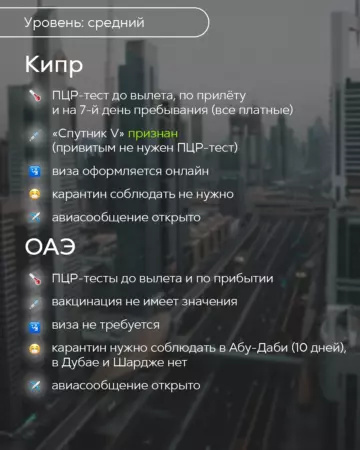 Уровень: средний
Кипр
ПЦР-тест до вылета, по прилёту
и на 7-й день пребывания (все платные)
«Спутник V» признан
(привитым не нужен ПЦР-тест)
виза оформляется онлайн
карантин соблюдать не нужно
авиасообщение открыто
ОАЭ
ПЦР-тесты до вылета и по прибытии
вакцинация не имеет значения
виза не требуется
карантин нужно соблюдать в Абу-Даби (10 дней),
в Дубае и Шардже нет
авиасообщение открыто